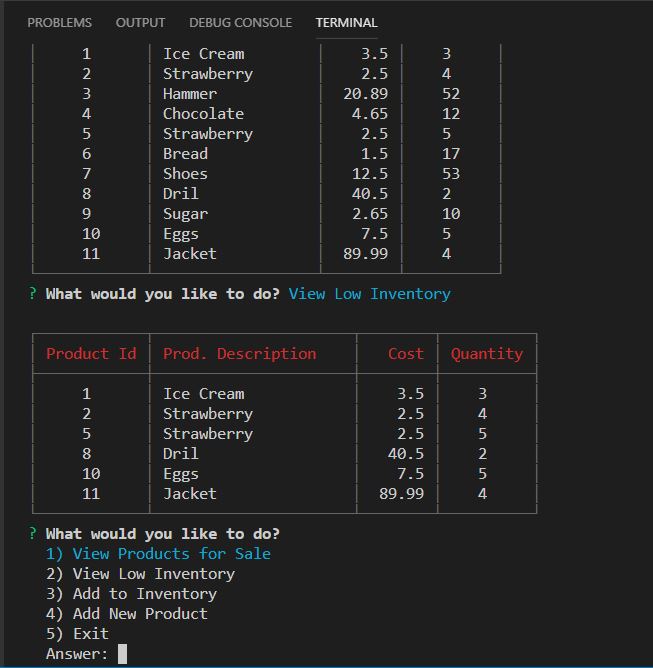 PROBLEMS OUTPUT DEBUG CONSOLE TERMINAL
1 Ice Cream 3.5 3
2 Strawberry 2.5 4
3 Hammer 20.89 52
4 Chocolate 4.65 12
5 Strawberry 2.5 5
6 Bread 1.5 17
7 Shoes 12.5 53
8 Dril 40.5 2
9 Sugar 2.65 10
10 Eggs 7.5 5
11 Jacket 89.99 4
? What would you like to do? View Low Inventory
Product Id Prod. Description Cost Quantity
1 Ice Cream 3.5 3
2 Strawberry 2.5 4
5 Strawberry 2.5 5
8 Dril 40.5 2
10 Eggs 7.5 5
11 Jacket 89.99 4
? What would you like to do?
1) View Products for Sale
2) View Low Inventory
3) Add to Inventory
4) Add New Product
5) Exit
Answer: